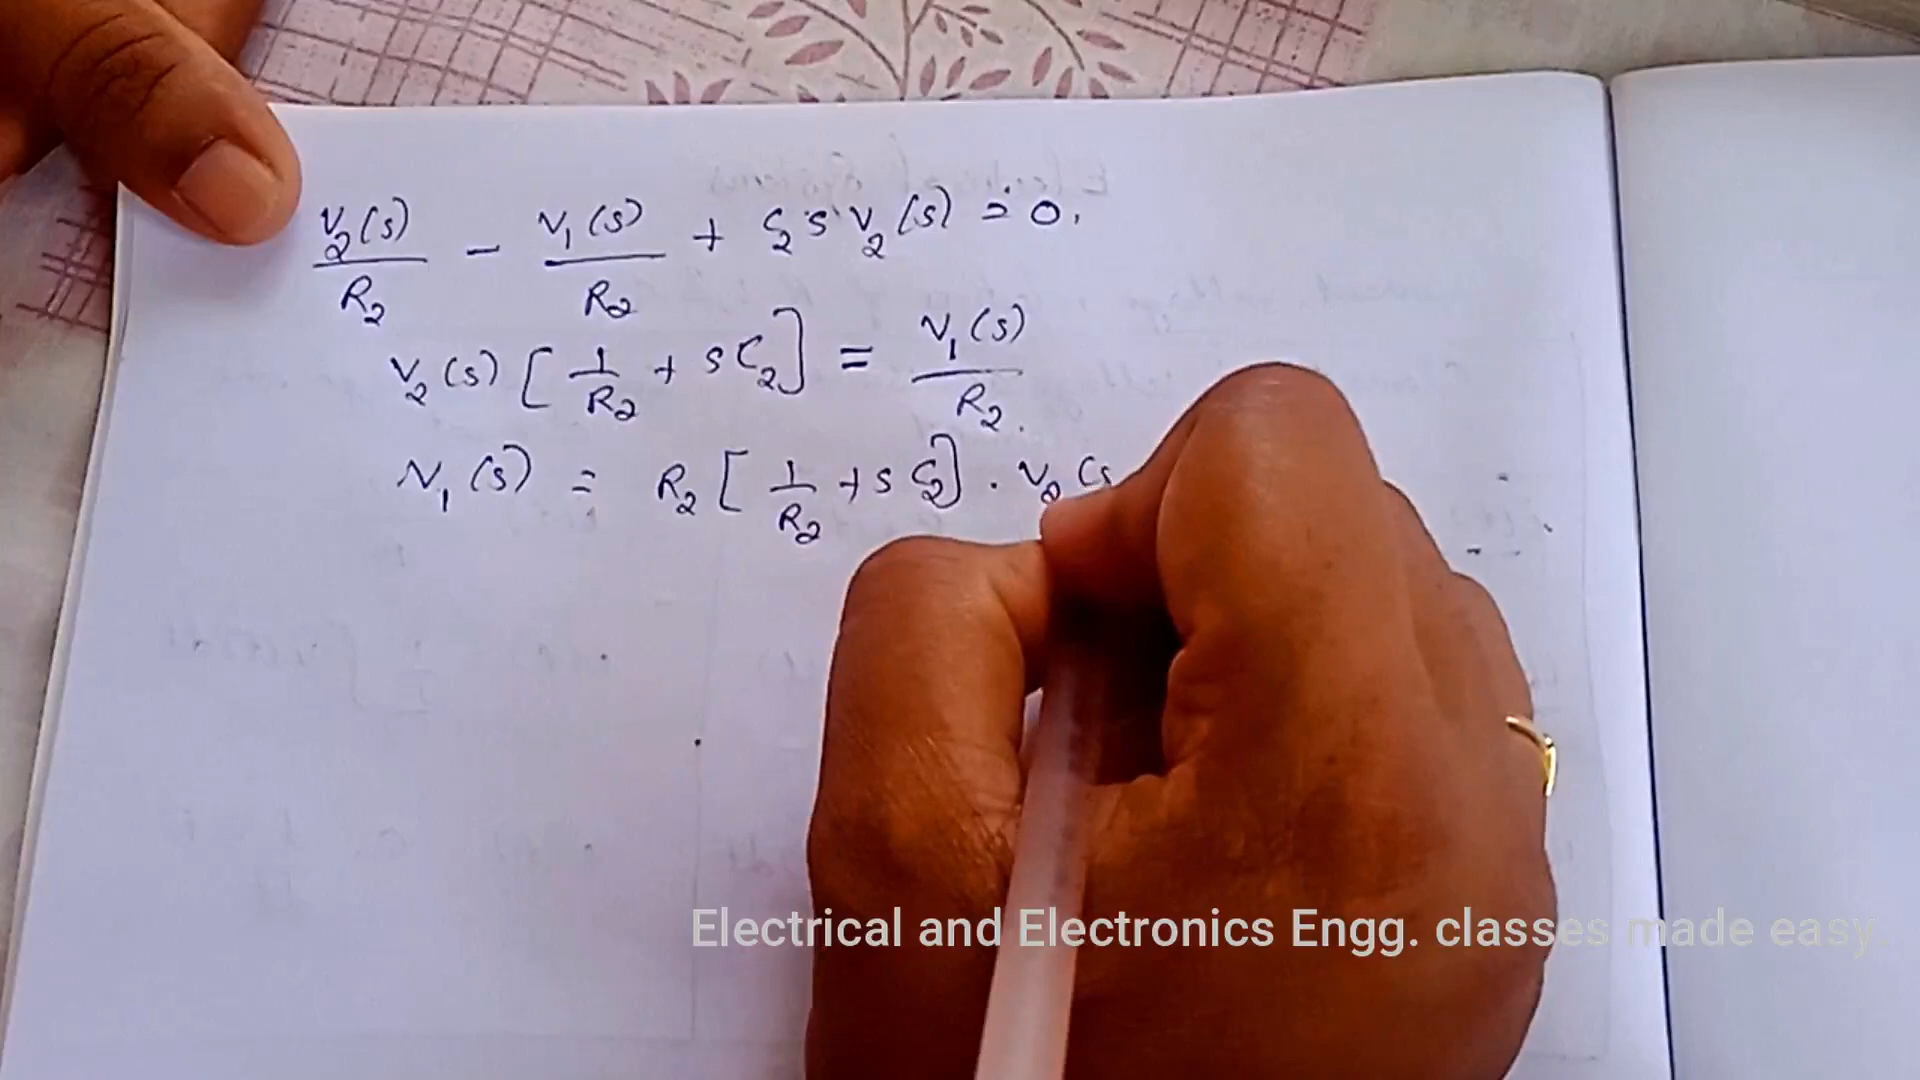 V₂(s)/R₂ - V₁(s)/R₂ + C₂ s V₂(s) = 0.
V₂(s) [1/R₂ + sC₂] = V₁(s)/R₂.
V₁(s) = R₂ [1/R₂ + sC₂] . V₂(s
Electrical and Electronics Engg. classes made easy.